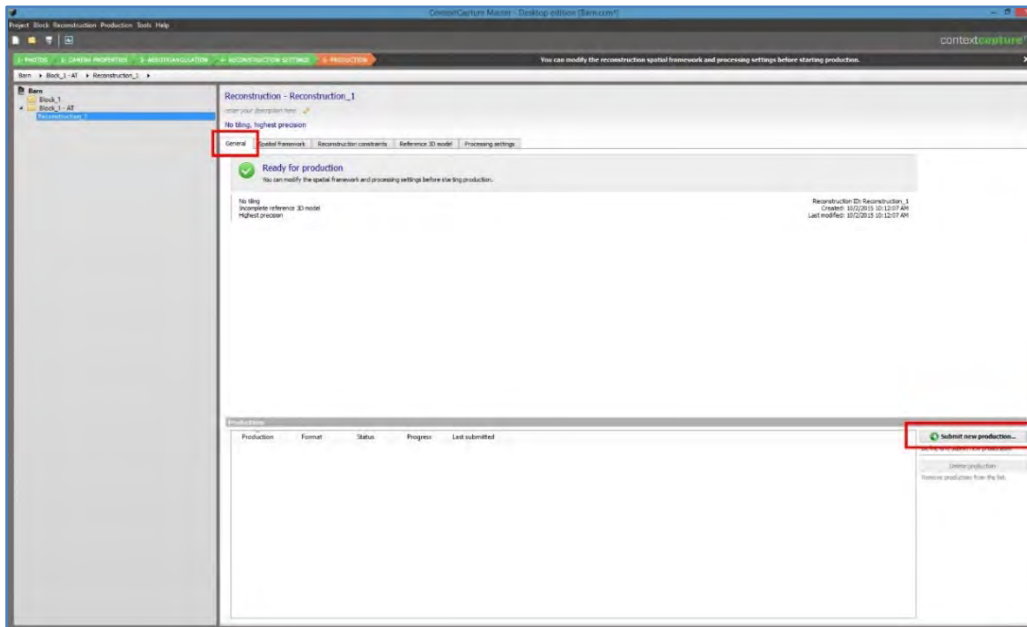 ContextCapture Master - Desktop edition [Barn.ccm*]
Project Block Reconstruction Production Tools Help
contextcapture
PHOTOS CAMERA PROPERTIES AEROTRIANGULATION RECONSTRUCTION SETTINGS PRODUCTION You can modify the reconstruction spatial framework and processing settings before starting production.
Barn Block_1 - AT Reconstruction_1
Barn
Block_1
Block_1 - AT
Reconstruction_1
Reconstruction - Reconstruction_1
enter your description here
No tiling, highest precision
General Spatial framework Reconstruction constraints Reference 3D model Processing settings
Ready for production
You can modify the spatial framework and processing settings before starting production.
No tiling
Incomplete reference 3D model
Highest precision
Reconstruction ID: Reconstruction_1
Created: 10/2/2015 10:12:07 AM
Last modified: 10/2/2015 10:12:07 AM
Productions
Production Format Status Progress Last submitted
Submit new production...
Delete production
Remove production from the list.